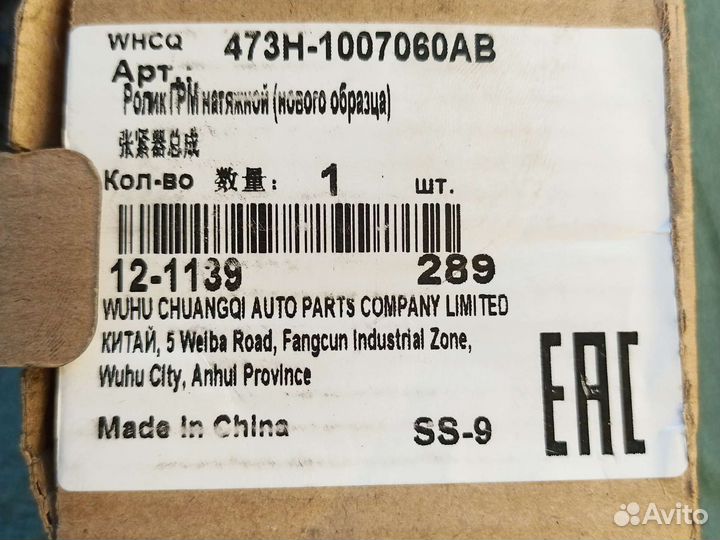 WHCQ 473H-1007060AB
Арт.:
Ролик ГРМ натяжной (нового образца)
张紧器总成
Кол-во 数量: 1 шт.
12-1139 289
WUHU CHUANGQI AUTO PARTS COMPANY LIMITED
КИТАЙ, 5 Weiba Road, Fangcun Industrial Zone,
Wuhu City, Anhui Province
Made in China SS-9
EAC
Avito